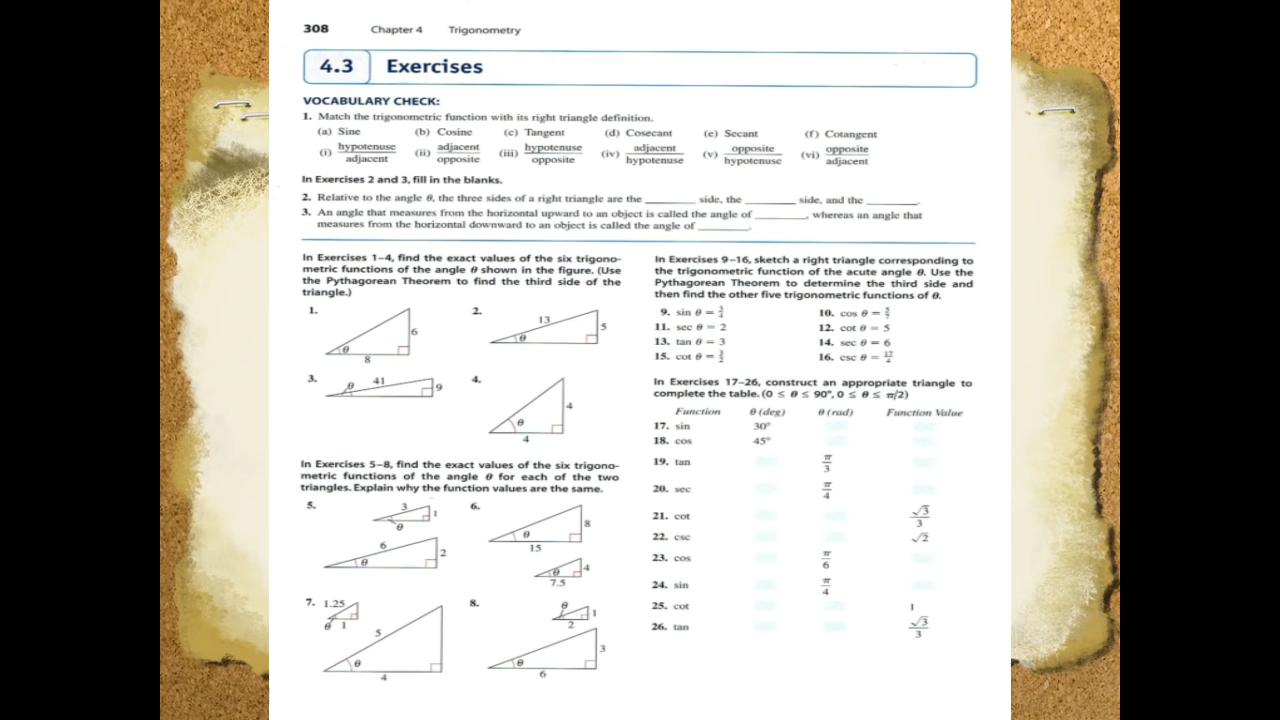 308 Chapter 4 Trigonometry
4.3 Exercises
VOCABULARY CHECK:
1. Match the trigonometric function with its right triangle definition.
(a) Sine (b) Cosine (c) Tangent (d) Cosecant (e) Secant (f) Cotangent
(i) hypotenuse/adjacent (ii) adjacent/opposite (iii) hypotenuse/opposite (iv) adjacent/hypotenuse (v) opposite/hypotenuse (vi) opposite/adjacent
In Exercises 2 and 3, fill in the blanks.
2. Relative to the angle θ, the three sides of a right triangle are the ________ side, the ________ side, and the ________.
3. An angle that measures from the horizontal upward to an object is called the angle of ________, whereas an angle that
measures from the horizontal downward to an object is called the angle of ________.
In Exercises 1–4, find the exact values of the six trigono-
metric functions of the angle θ shown in the figure. (Use
the Pythagorean Theorem to find the third side of the
triangle.)
1. θ 6 8
2. 13 θ 5
3. θ 41 9
4. θ 4 4
In Exercises 5–8, find the exact values of the six trigono-
metric functions of the angle θ for each of the two
triangles. Explain why the function values are the same.
5. 3 1 θ
6 θ 2
6. θ 8 15
θ 4 7.5
7. 1.25 θ 1
5 θ 4
8. θ 1 2
θ 3 6
In Exercises 9–16, sketch a right triangle corresponding to
the trigonometric function of the acute angle θ. Use the
Pythagorean Theorem to determine the third side and
then find the other five trigonometric functions of θ.
9. sin θ = 3/4 10. cos θ = 5/7
11. sec θ = 2 12. cot θ = 5
13. tan θ = 3 14. sec θ = 6
15. cot θ = 3/2 16. csc θ = 17/4
In Exercises 17–26, construct an appropriate triangle to
complete the table. (0 ≤ θ ≤ 90°, 0 ≤ θ ≤ π/2)
Function θ (deg) θ (rad) Function Value
17. sin 30°
18. cos 45°
19. tan π/3
20. sec π/4
21. cot √3/3
22. csc √2
23. cos π/6
24. sin π/4
25. cot 1
26. tan √3/3